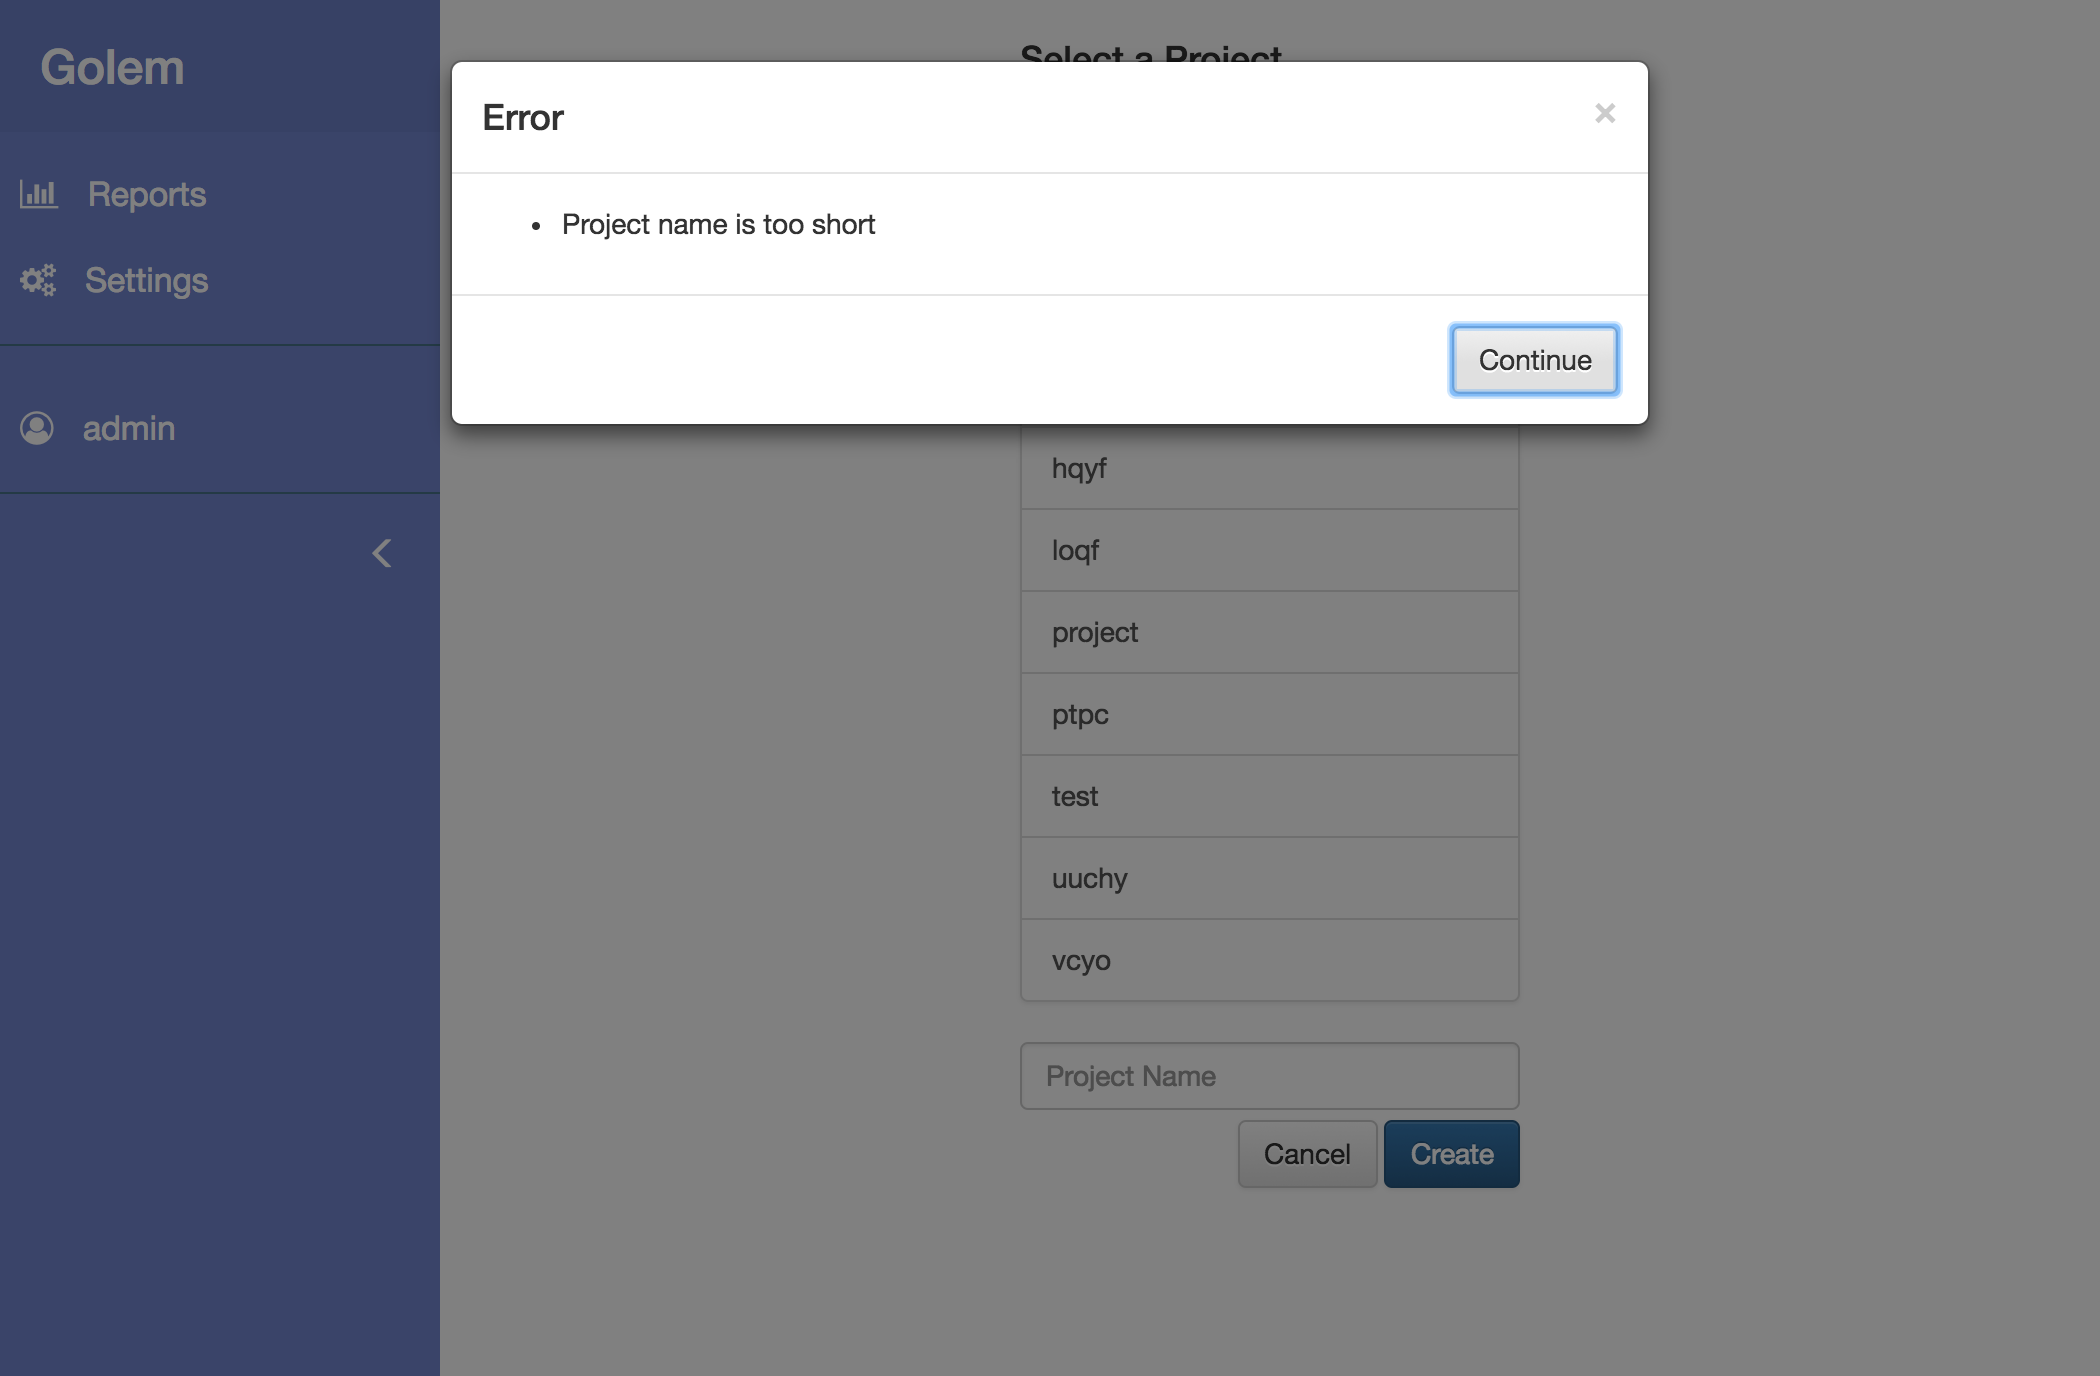 Golem
Reports
Settings
admin
Select a Project
Error
×
Project name is too short
Continue
hqyf
loqf
project
ptpc
test
uuchy
vcyo
Project Name
Cancel
Create